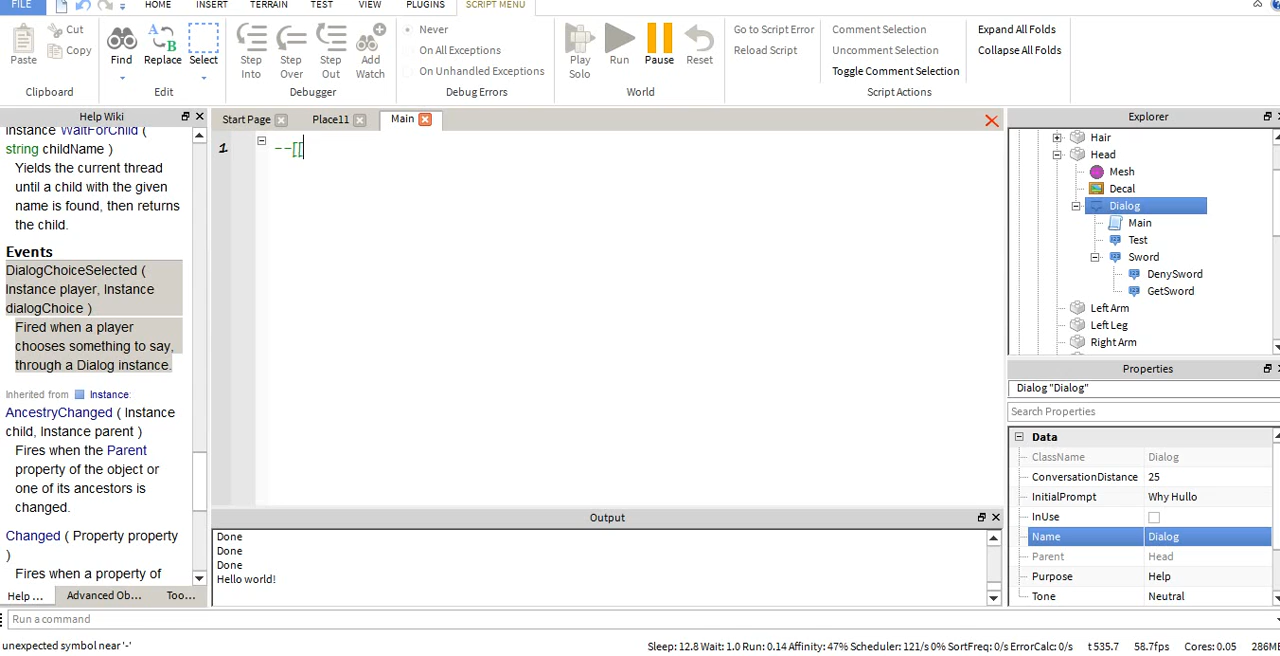 FILE HOME INSERT TERRAIN TEST VIEW PLUGINS SCRIPT MENU
Paste
Cut
Copy
Clipboard
Find
Replace
Select
Edit
Step Into
Step Over
Step Out
Add Watch
Debugger
Never
On All Exceptions
On Unhandled Exceptions
Debug Errors
Play Solo
Run
Pause
Reset
World
Go to Script Error
Reload Script
Comment Selection
Uncomment Selection
Toggle Comment Selection
Expand All Folds
Collapse All Folds
Script Actions
Help Wiki
Instance WaitForChild (
string childName )
Yields the current thread
until a child with the given
name is found, then returns
the child.
Events
DialogChoiceSelected (
Instance player, Instance
dialogChoice )
Fired when a player
chooses something to say,
through a Dialog instance.
Inherited from Instance:
AncestryChanged ( Instance
child, Instance parent )
Fires when the Parent
property of the object or
one of its ancestors is
changed.
Changed ( Property property
)
Fires when a property of
Help ... Advanced Ob... Too...
Start Page Place11 Main
1 --[[
Output
Done
Done
Done
Hello world!
Explorer
Hair
Head
Mesh
Decal
Dialog
Main
Test
Sword
DenySword
GetSword
Left Arm
Left Leg
Right Arm
Properties
Dialog "Dialog"
Search Properties
Data
ClassName Dialog
ConversationDistance 25
InitialPrompt Why Hullo
InUse
Name Dialog
Parent Head
Purpose Help
Tone Neutral
Run a command
unexpected symbol near '-'
Sleep: 12.8 Wait: 1.0 Run: 0.14 Affinity: 47% Scheduler: 121/s 0% SortFreq: 0/s ErrorCalc: 0/s t 535.7 58.7fps Cores: 0.05